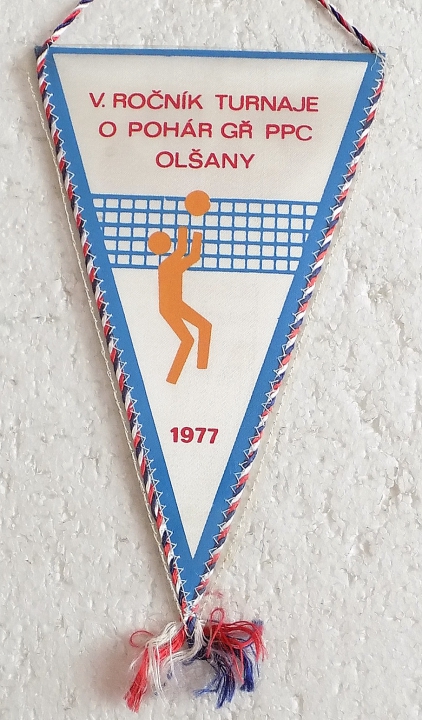 V. ROČNÍK TURNAJE
O POHÁR GŘ PPC
OLŠANY
1977